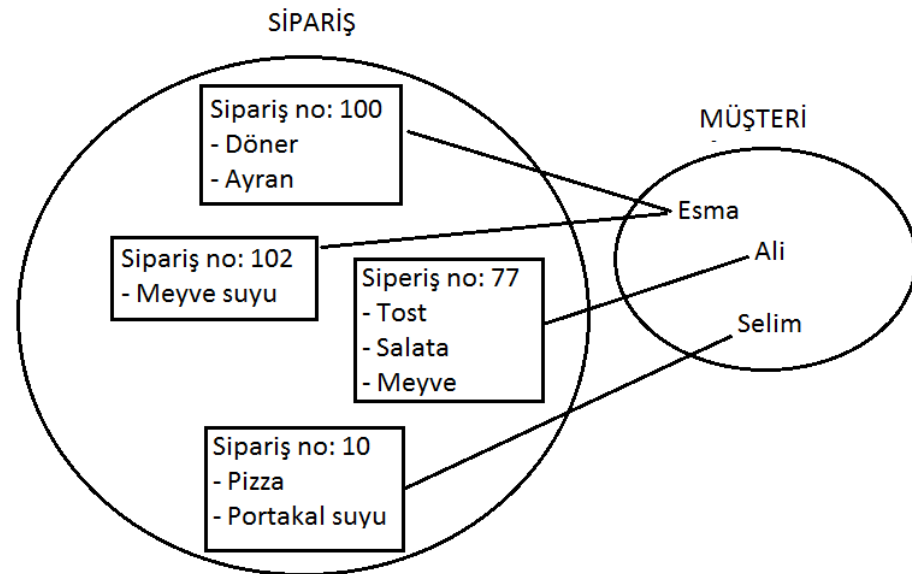 SİPARİŞ
Sipariş no: 100
- Döner
- Ayran
Sipariş no: 102
- Meyve suyu
Siperiş no: 77
- Tost
- Salata
- Meyve
Sipariş no: 10
- Pizza
- Portakal suyu
MÜŞTERİ
Esma
Ali
Selim